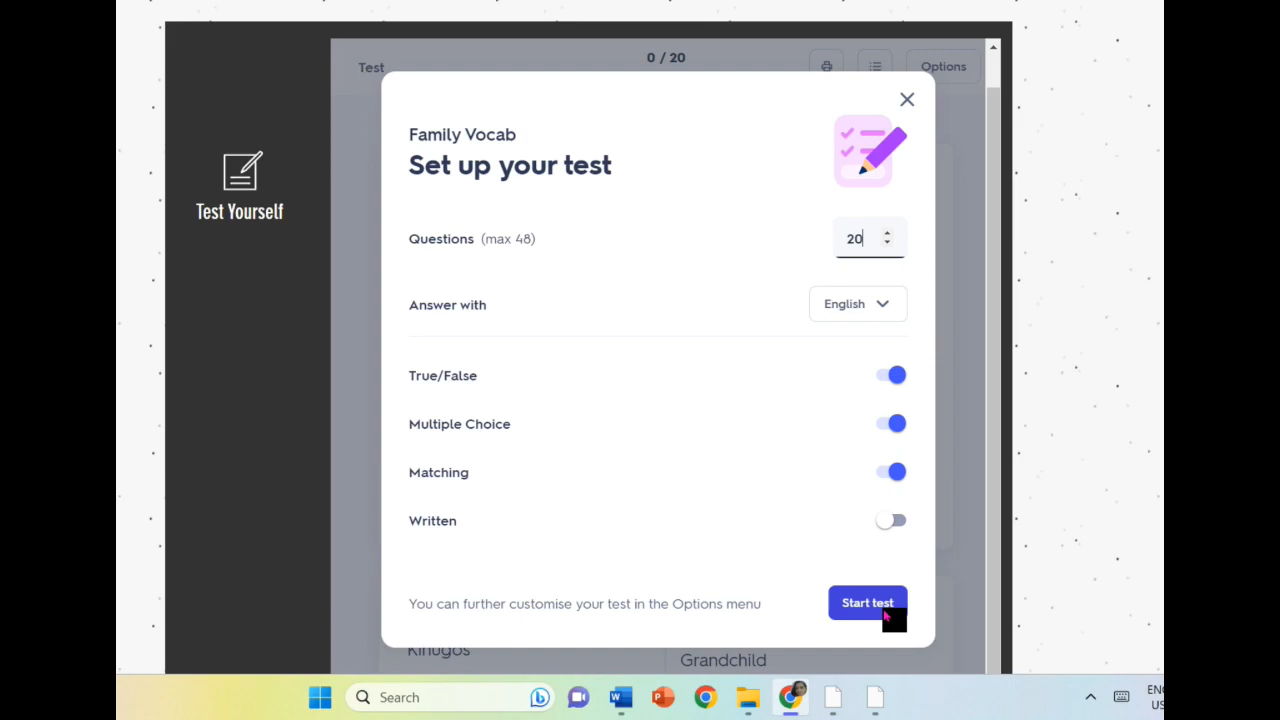 Test
0 / 20
Options
Family Vocab
Set up your test
Test Yourself
Questions (max 48)
20
Answer with
English
True/False
Multiple Choice
Matching
Written
You can further customise your test in the Options menu
Start test
Kinugos
Grandchild
Search
ENG
US